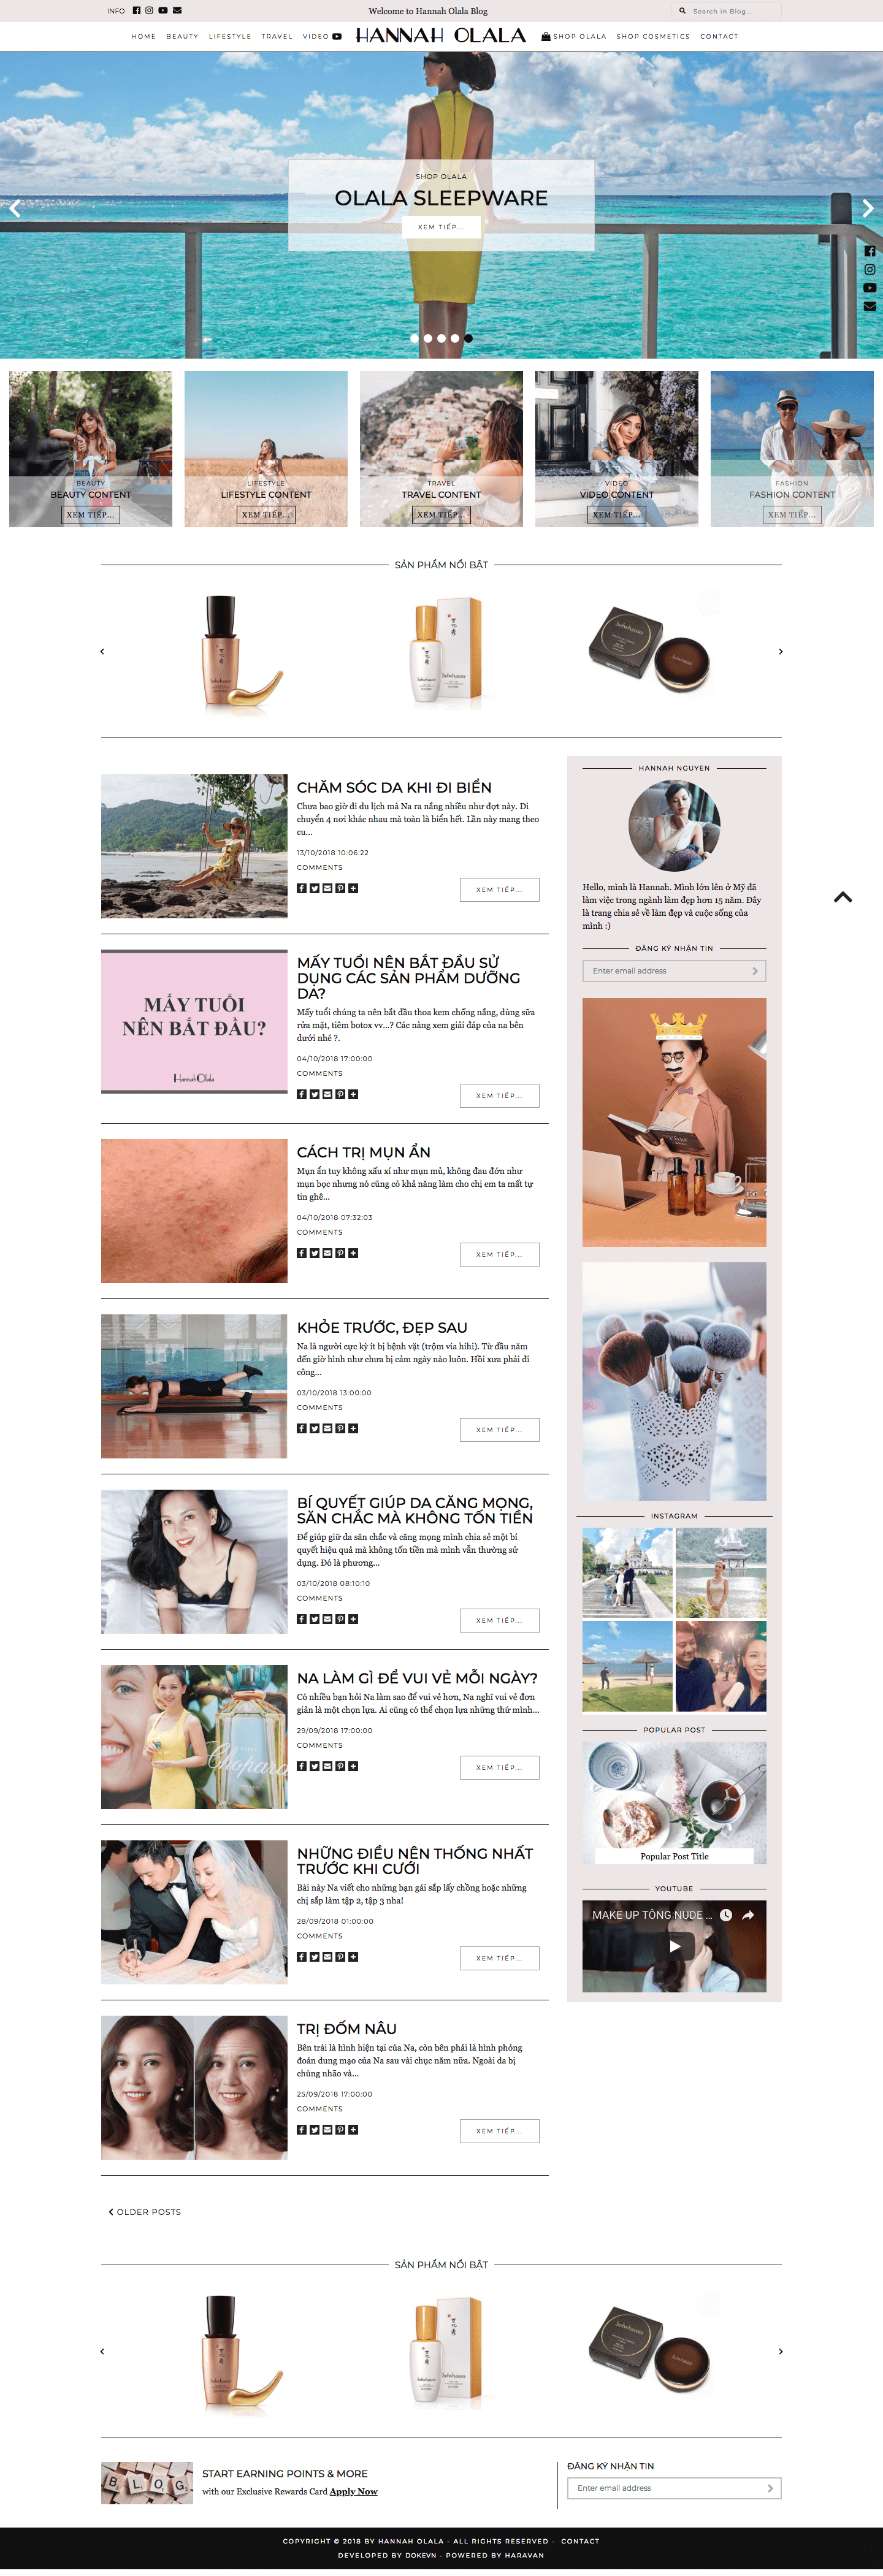 INFO
Welcome to Hannah Olala Blog
Search in Blog...
HOME BEAUTY LIFESTYLE TRAVEL VIDEO
HANNAH OLALA
SHOP OLALA SHOP COSMETICS CONTACT
SHOP OLALA
OLALA SLEEPWARE
XEM TIẾP...
BEAUTY
BEAUTY CONTENT
XEM TIẾP...
LIFESTYLE
LIFESTYLE CONTENT
XEM TIẾP...
TRAVEL
TRAVEL CONTENT
XEM TIẾP...
VIDEO
VIDEO CONTENT
XEM TIẾP...
FASHION
FASHION CONTENT
XEM TIẾP...
SẢN PHẨM NỔI BẬT
CHĂM SÓC DA KHI ĐI BIỂN
Chưa bao giờ đi du lịch mà Na ra nắng nhiều như đợt này. Di
chuyển 4 nơi khác nhau mà toàn là biển hết. Lần này mang theo
cu...
13/10/2018 10:06:22
COMMENTS
XEM TIẾP...
MẤY TUỔI
NÊN BẮT ĐẦU?
HannahOlala
MẤY TUỔI NÊN BẮT ĐẦU SỬ
DỤNG CÁC SẢN PHẨM DƯỠNG
DA?
Mấy tuổi chúng ta nên bắt đầu thoa kem chống nắng, dùng sữa
rửa mặt, tiêm botox vv...? Các nàng xem giải đáp của na bên
dưới nhé ?.
04/10/2018 17:00:00
COMMENTS
XEM TIẾP...
CÁCH TRỊ MỤN ẨN
Mụn ẩn tuy không xấu xí như mụn mủ, không đau đớn như
mụn bọc nhưng nó cũng có khả năng làm cho chị em ta mất tự
tin ghê...
04/10/2018 07:32:03
COMMENTS
XEM TIẾP...
KHỎE TRƯỚC, ĐẸP SAU
Na là người cực kỳ ít bị bệnh vặt (trộm vía hihi). Từ đầu năm
đến giờ hình như chưa bị cảm ngày nào luôn. Hồi xưa phải đi
công...
03/10/2018 13:00:00
COMMENTS
XEM TIẾP...
BÍ QUYẾT GIÚP DA CĂNG MỌNG,
SĂN CHẮC MÀ KHÔNG TỐN TIỀN
Để giúp giữ da săn chắc và căng mọng mình chia sẻ một bí
quyết hiệu quả mà không tốn tiền mà mình vẫn thường sử
dụng. Đó là phương...
03/10/2018 08:10:10
COMMENTS
XEM TIẾP...
Chopard
NA LÀM GÌ ĐỂ VUI VẺ MỖI NGÀY?
Có nhiều bạn hỏi Na làm sao để vui vẻ hơn, Na nghĩ vui vẻ đơn
giản là một chọn lựa. Ai cũng có thể chọn lựa những thứ mình...
29/09/2018 17:00:00
COMMENTS
XEM TIẾP...
NHỮNG ĐIỀU NÊN THỐNG NHẤT
TRƯỚC KHI CƯỚI
Bài này Na viết cho những bạn gái sắp lấy chồng hoặc những
chị sắp làm tập 2, tập 3 nha!
28/09/2018 01:00:00
COMMENTS
XEM TIẾP...
TRỊ ĐỐM NÂU
Bên trái là hình hiện tại của Na, còn bên phải là hình phỏng
đoán dung mạo của Na sau vài chục năm nữa. Ngoài da bị
chùng nhão và...
25/09/2018 17:00:00
COMMENTS
XEM TIẾP...
OLDER POSTS
HANNAH NGUYEN
Hello, mình là Hannah. Mình lớn lên ở Mỹ đã
làm việc trong ngành làm đẹp hơn 15 năm. Đây
là trang chia sẻ về làm đẹp và cuộc sống của
mình :)
ĐĂNG KÝ NHẬN TIN
Enter email address
INSTAGRAM
POPULAR POST
Popular Post Title
YOUTUBE
MAKE UP TÔNG NUDE ...
SẢN PHẨM NỔI BẬT
BLOG
START EARNING POINTS & MORE
with our Exclusive Rewards Card Apply Now
ĐĂNG KÝ NHẬN TIN
Enter email address
COPYRIGHT © 2018 BY HANNAH OLALA - ALL RIGHTS RESERVED - CONTACT
DEVELOPED BY DOKEVN - POWERED BY HARAVAN